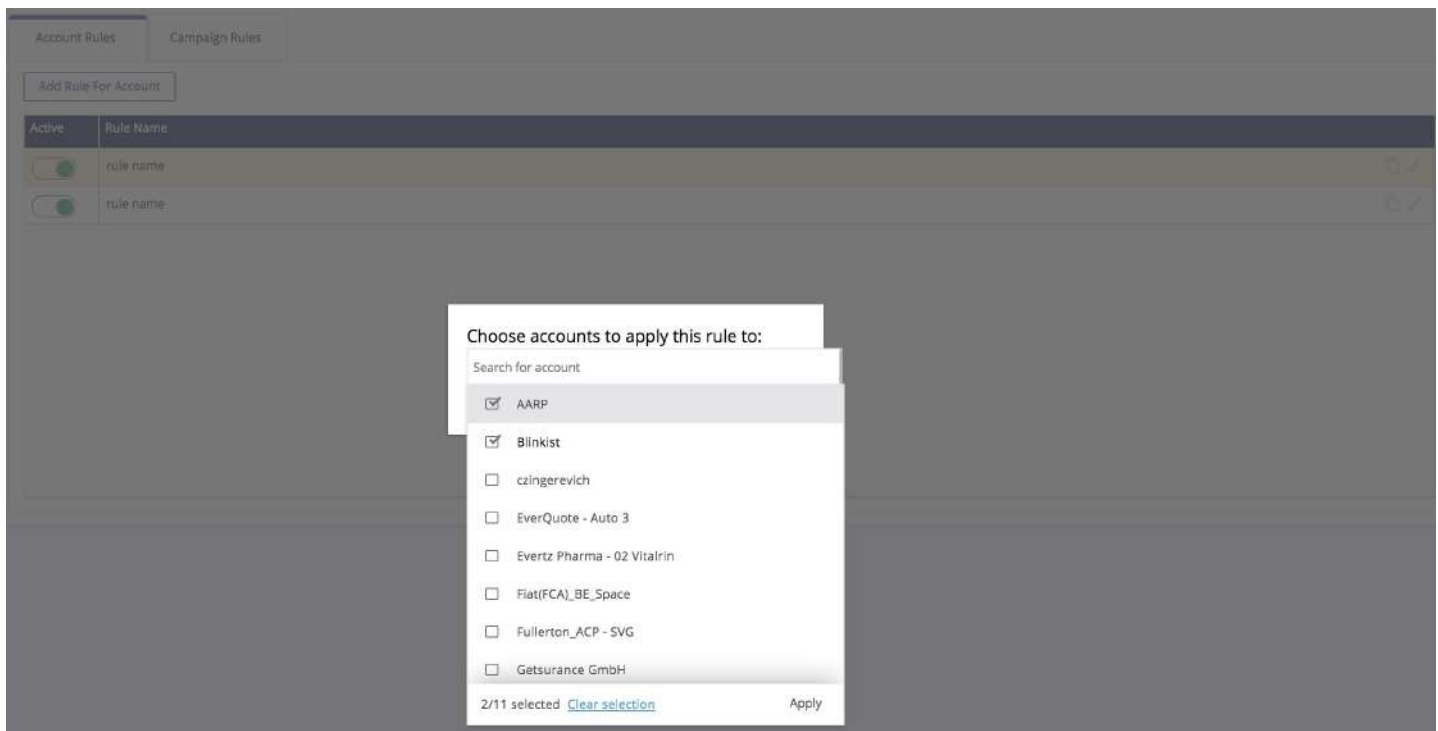 Account Rules Campaign Rules
Add Rule For Account
Active Rule Name
rule name
rule name
Choose accounts to apply this rule to:
Search for account
AARP
Blinkist
czingerevich
EverQuote - Auto 3
Evertz Pharma - 02 Vitalrin
Fiat(FCA)_BE_Space
Fullerton_ACP - SVG
Getsurance GmbH
2/11 selected Clear selection Apply